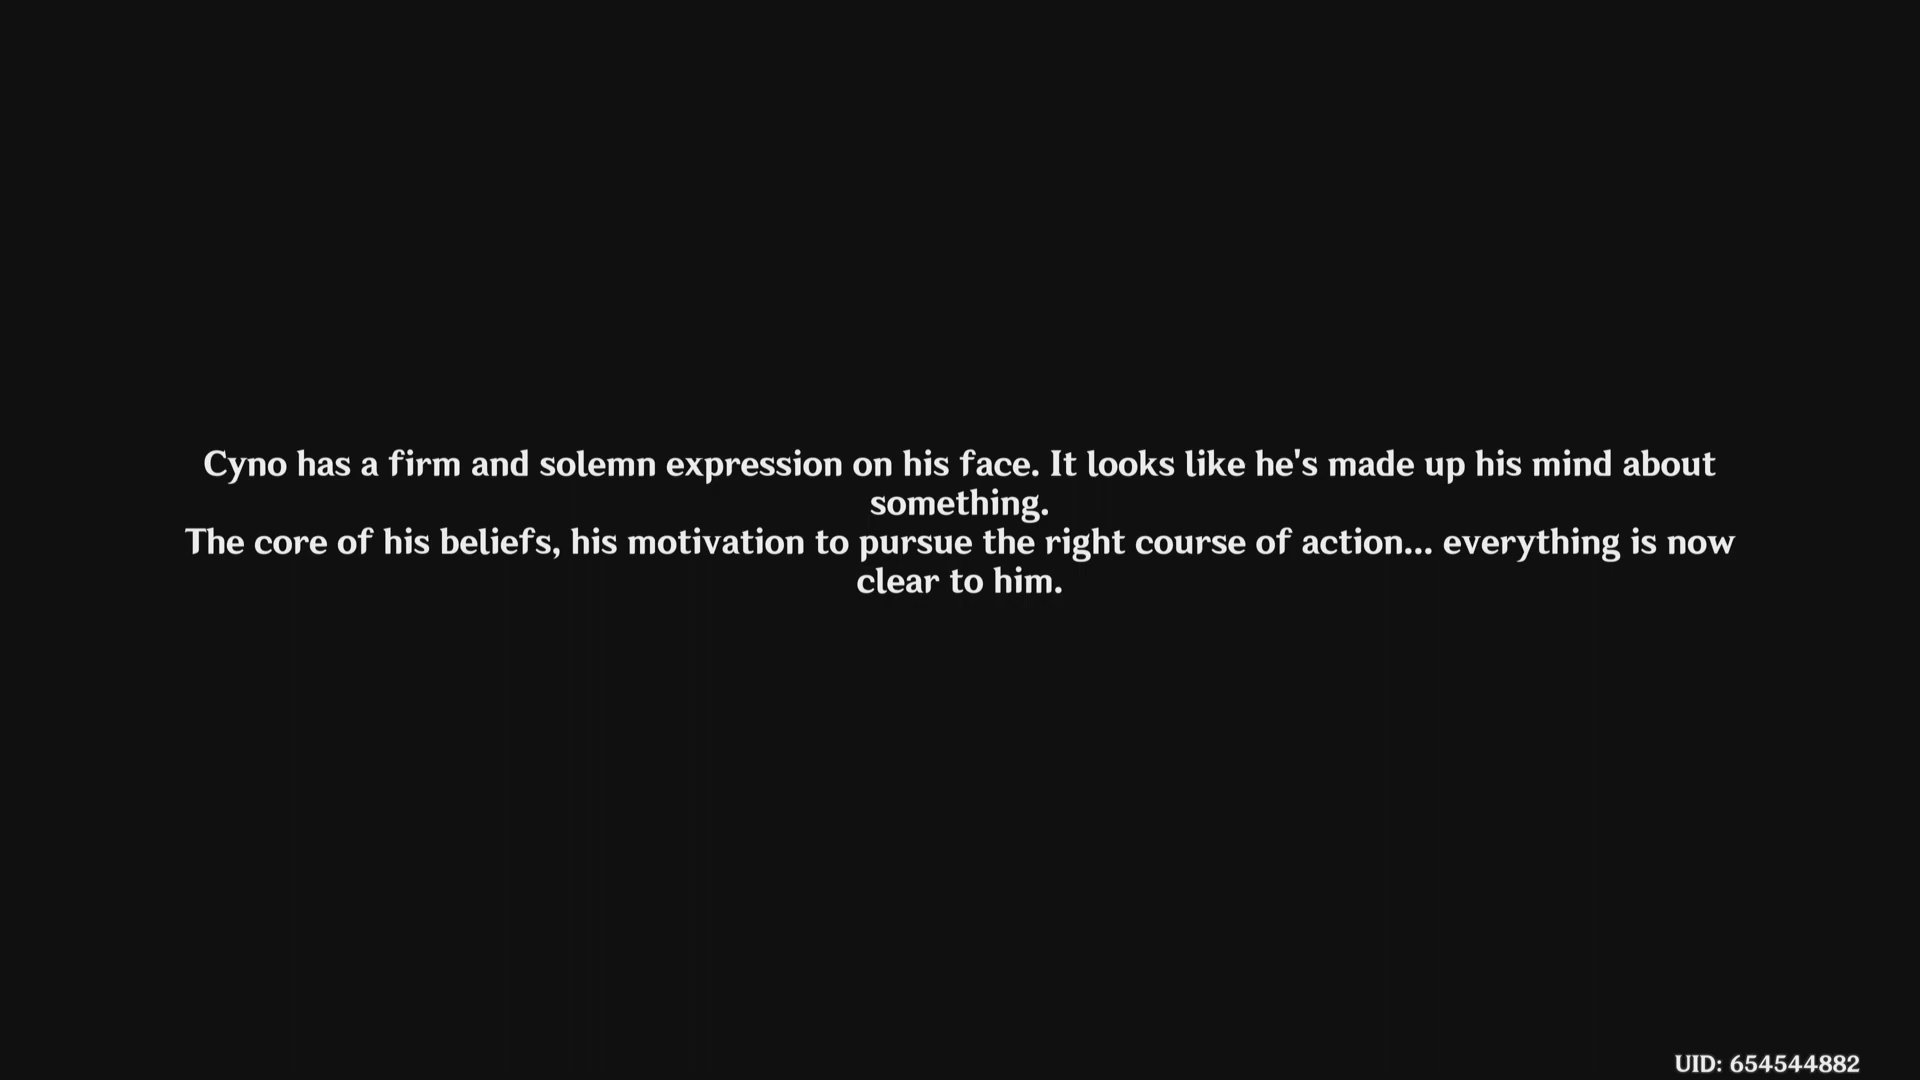 Cyno has a firm and solemn expression on his face. It looks like he's made up his mind about
something.
The core of his beliefs, his motivation to pursue the right course of action... everything is now
clear to him.
UID: 654544882